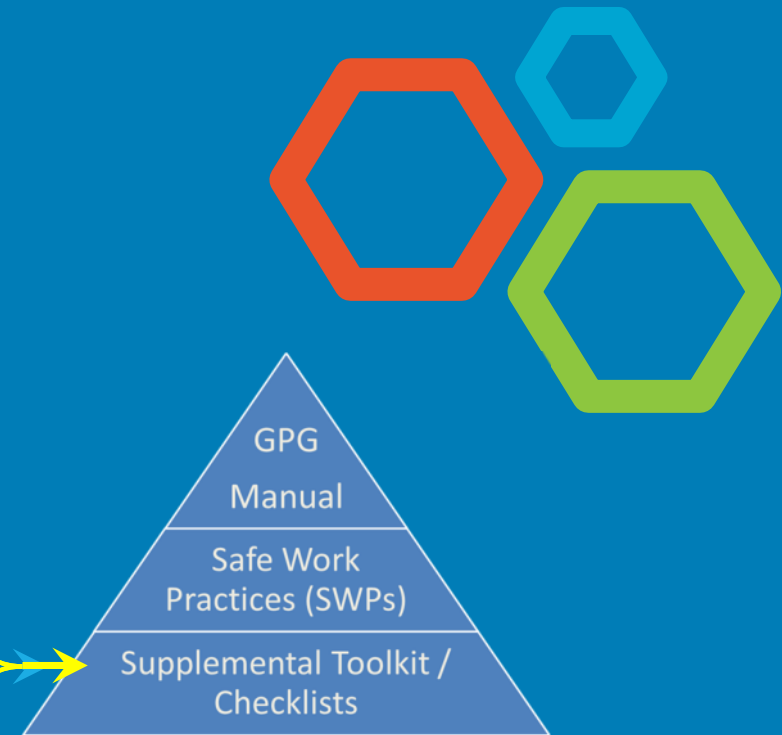 GPG
Manual
Safe Work
Practices (SWPs)
Supplemental Toolkit /
Checklists